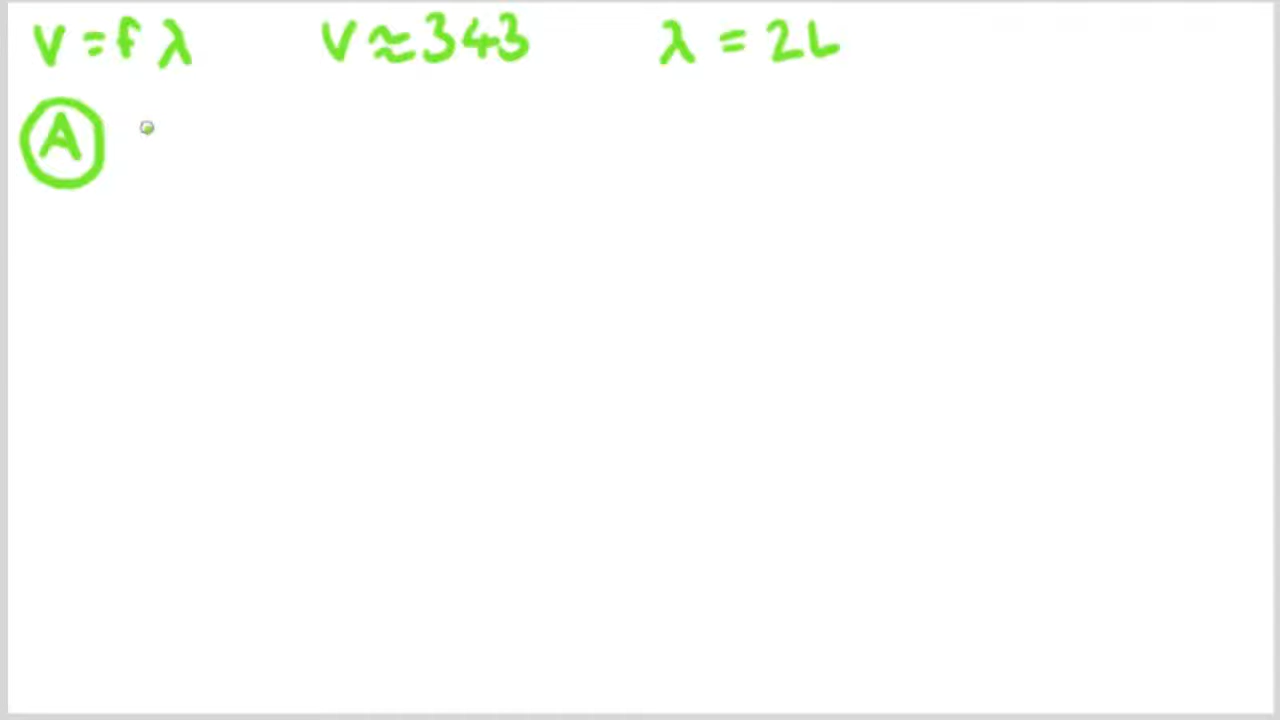 V = f λ V ≈ 343 λ = 2L
A